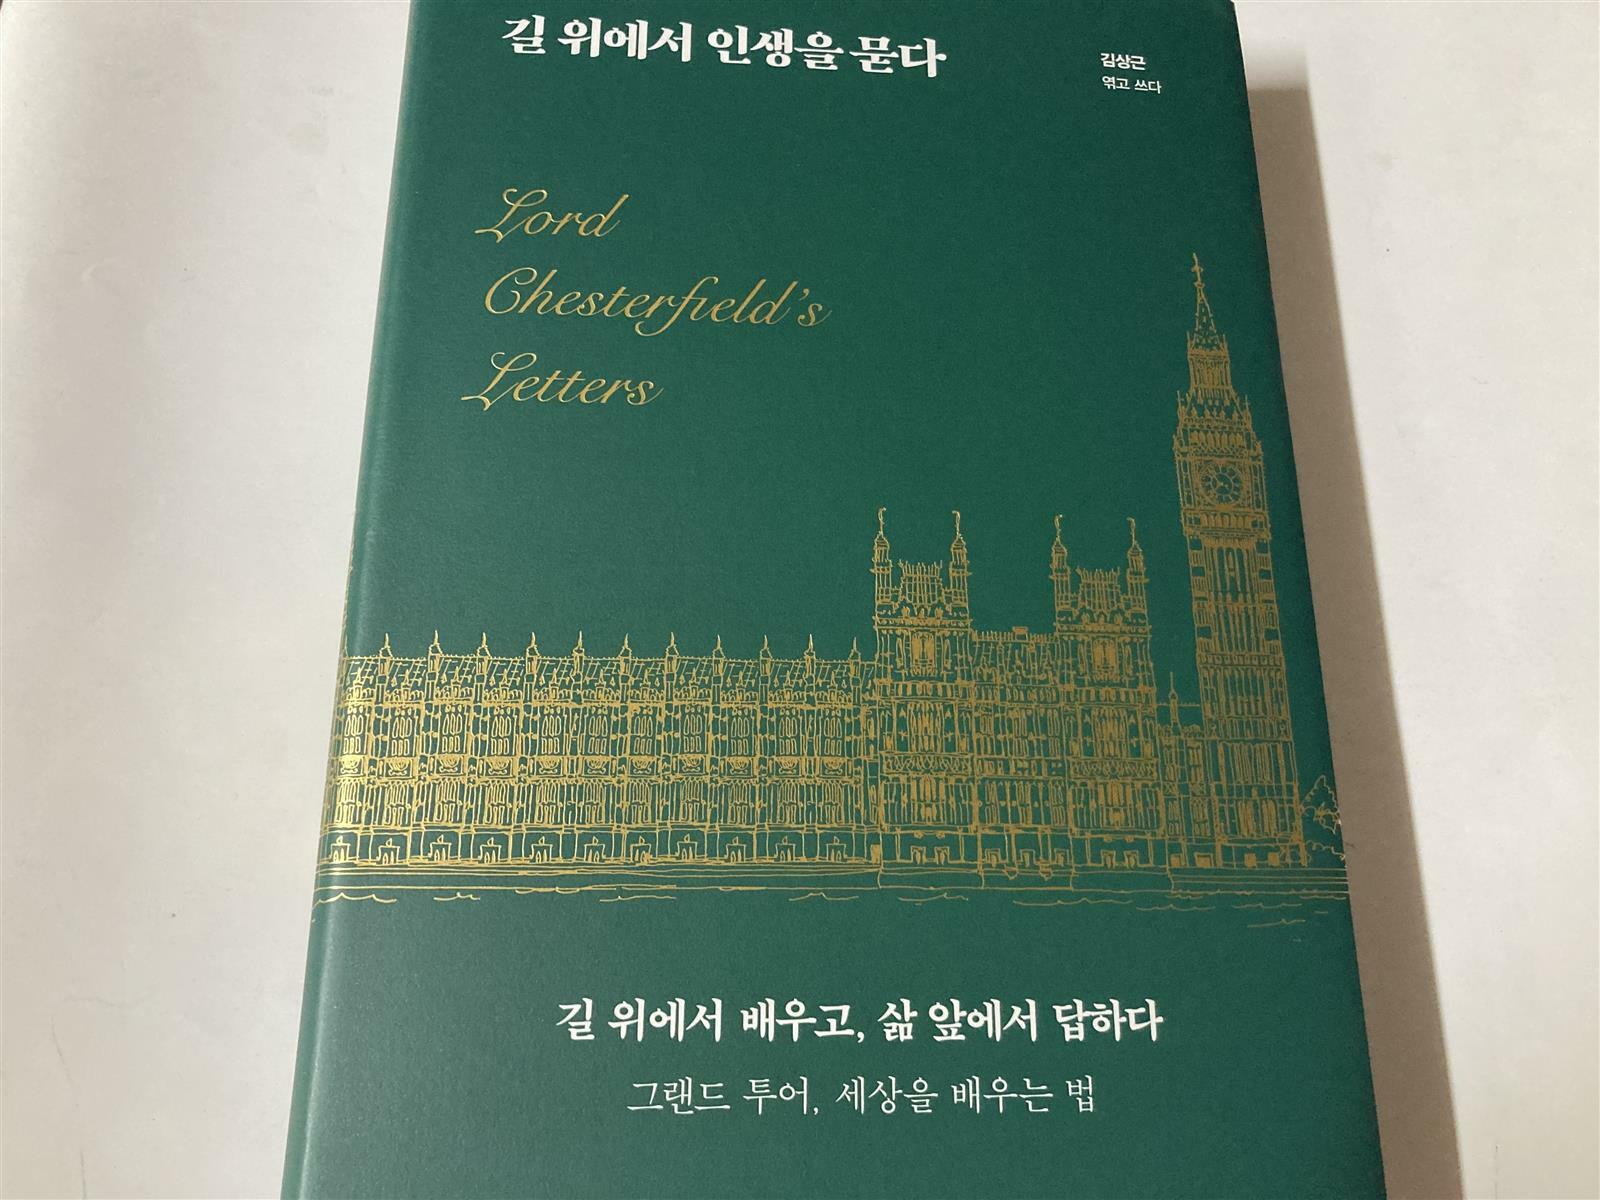 길 위에서 인생을 묻다
김상근
엮고 쓰다
Lord
Chesterfield's
Letters
길 위에서 배우고, 삶 앞에서 답하다
그랜드 투어, 세상을 배우는 법